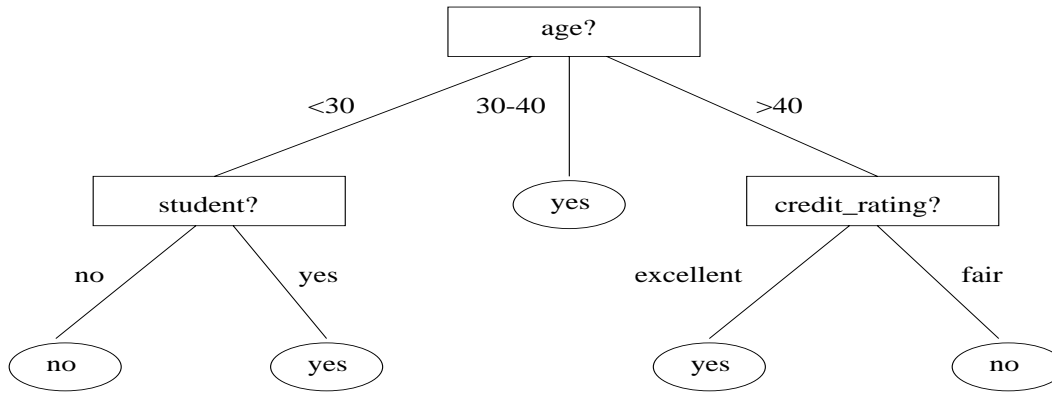 age?
<30
30-40
>40
student?
yes
credit_rating?
no
yes
excellent
fair
no
yes
yes
no